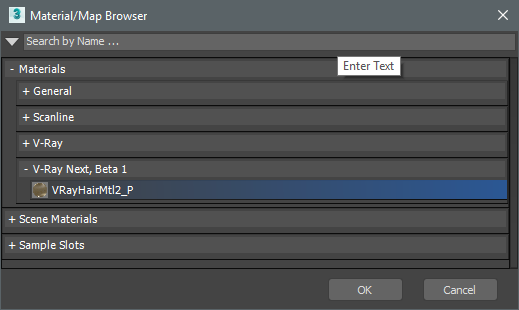 3 Material/Map Browser
Search by Name ...
Enter Text
- Materials
+ General
+ Scanline
+ V-Ray
- V-Ray Next, Beta 1
VRayHairMtl2_P
+ Scene Materials
+ Sample Slots
OK
Cancel